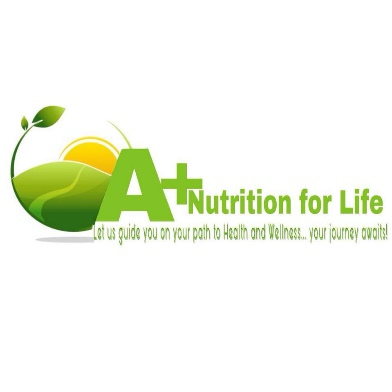 A+ Nutrition for Life
Let us guide you on your path to Health and Wellness... your journey awaits!